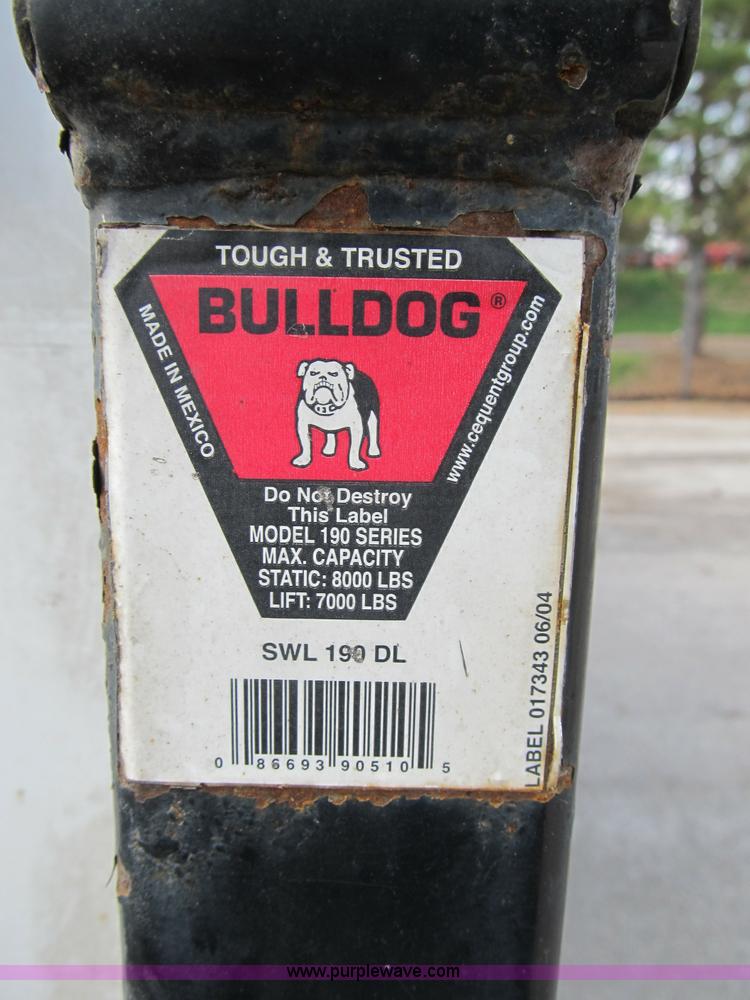 TOUGH & TRUSTED
BULLDOG ®
MADE IN MEXICO
www.cequentgroup.com
Do Not Destroy
This Label
MODEL 190 SERIES
MAX. CAPACITY
STATIC: 8000 LBS
LIFT: 7000 LBS
SWL 190 DL
LABEL 017343 06/04
0 86693 90510 5
www.purplewave.com